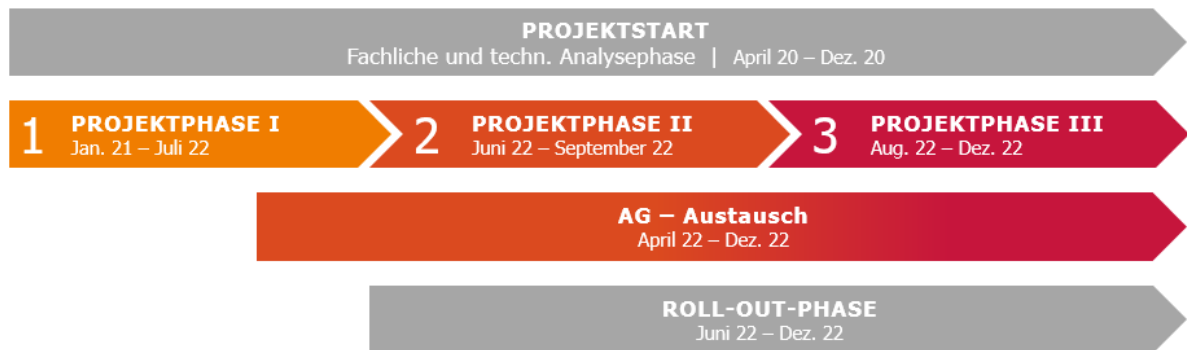 PROJEKTSTART
Fachliche und techn. Analysephase | April 20 – Dez. 20
1 PROJEKTPHASE I
Jan. 21 – Juli 22
2 PROJEKTPHASE II
Juni 22 – September 22
3 PROJEKTPHASE III
Aug. 22 – Dez. 22
AG – Austausch
April 22 – Dez. 22
ROLL-OUT-PHASE
Juni 22 – Dez. 22